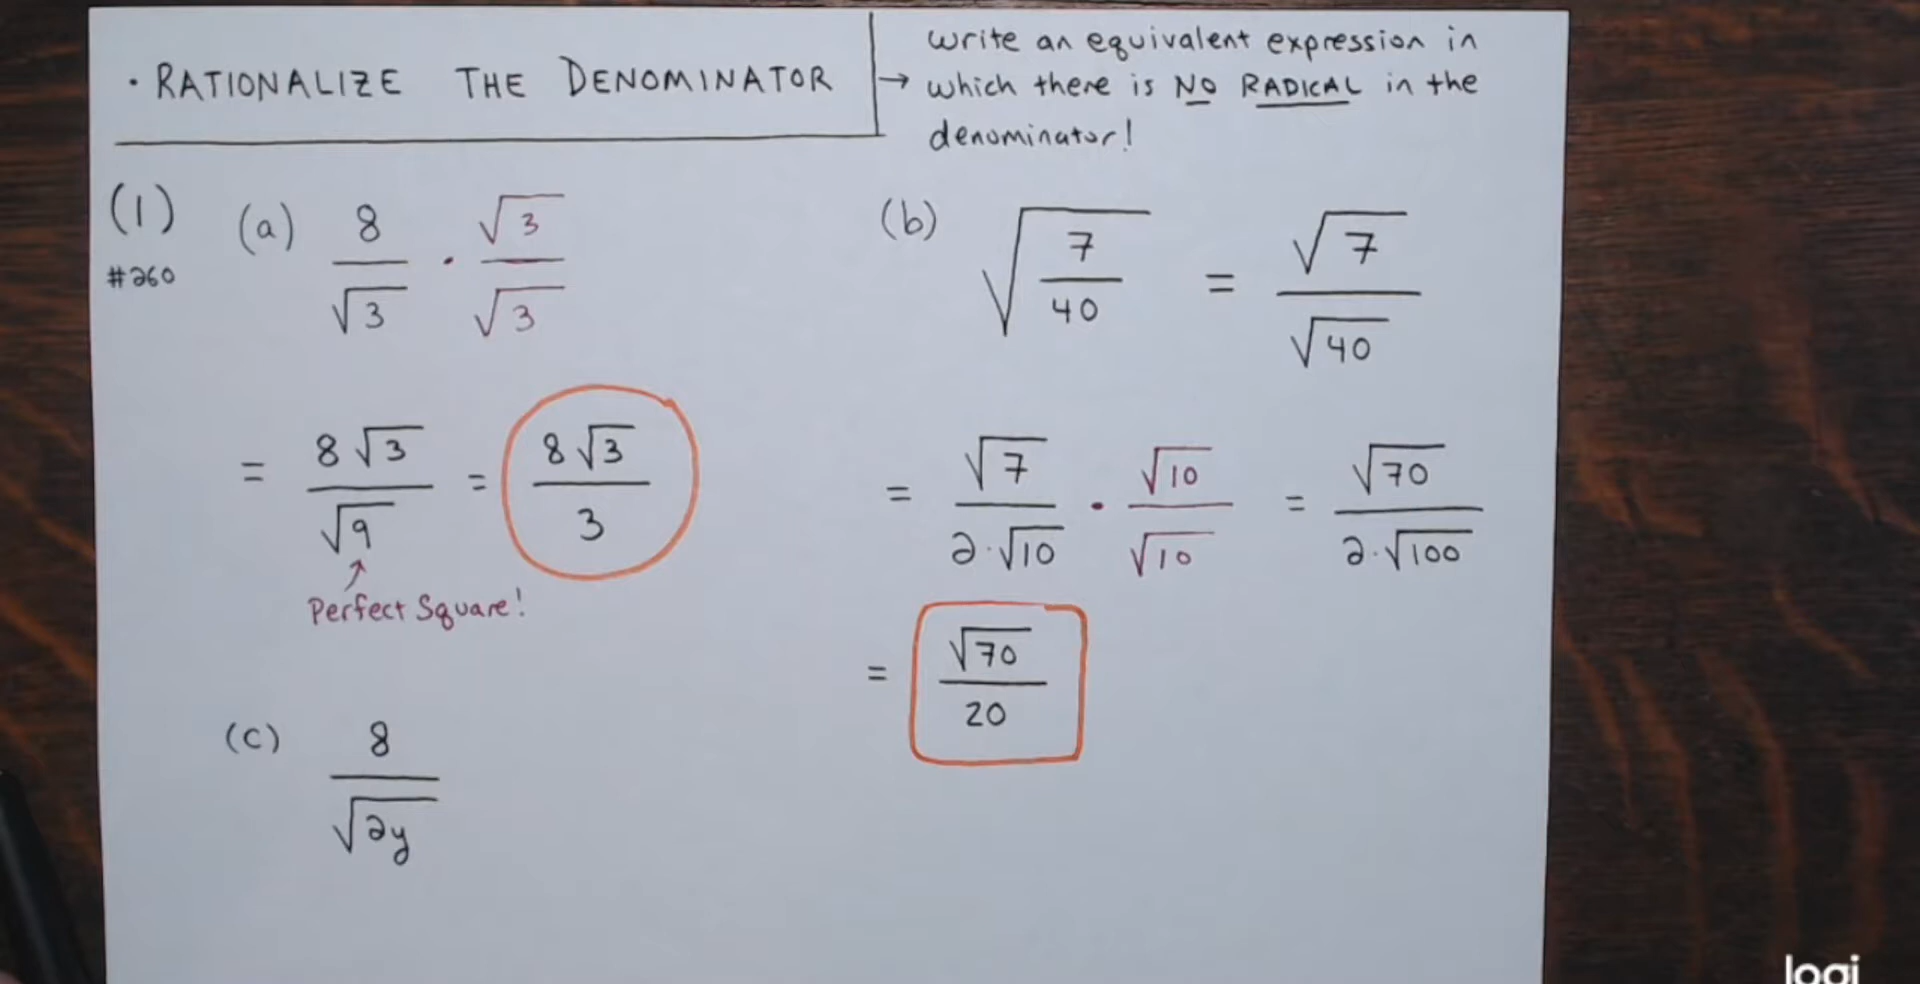 · RATIONALIZE THE DENOMINATOR
→ write an equivalent expression in
which there is NO RADICAL in the
denominator!
(1) (a) 8/√3 · √3/√3
#260
= 8√3/√9 = 8√3/3
Perfect Square!
(b) √(7/40) = √7/√40
= √7/(2·√10) · √10/√10 = √70/(2·√100)
= √70/20
(c) 8/√(2y)
logi